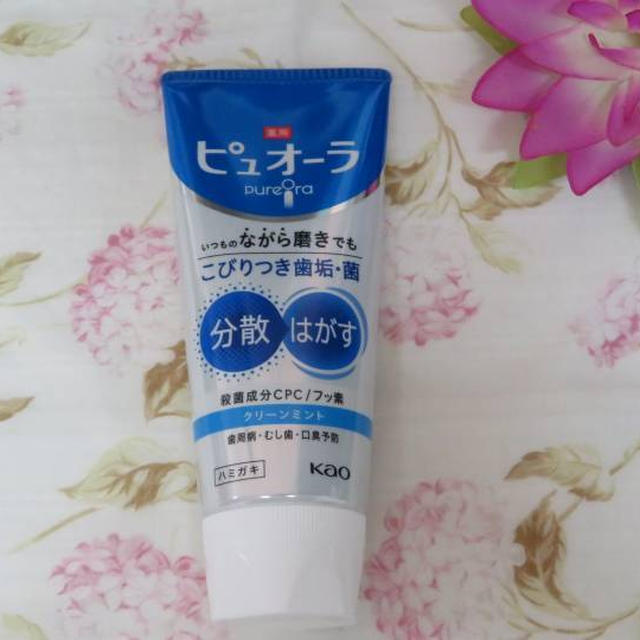 薬用
ピュオーラ
PureOra
いつものながら磨きでも
こびりつき歯垢・菌
分散 はがす
殺菌成分CPC/フッ素
クリーンミント
歯周病・むし歯・口臭予防
ハミガキ
Kao